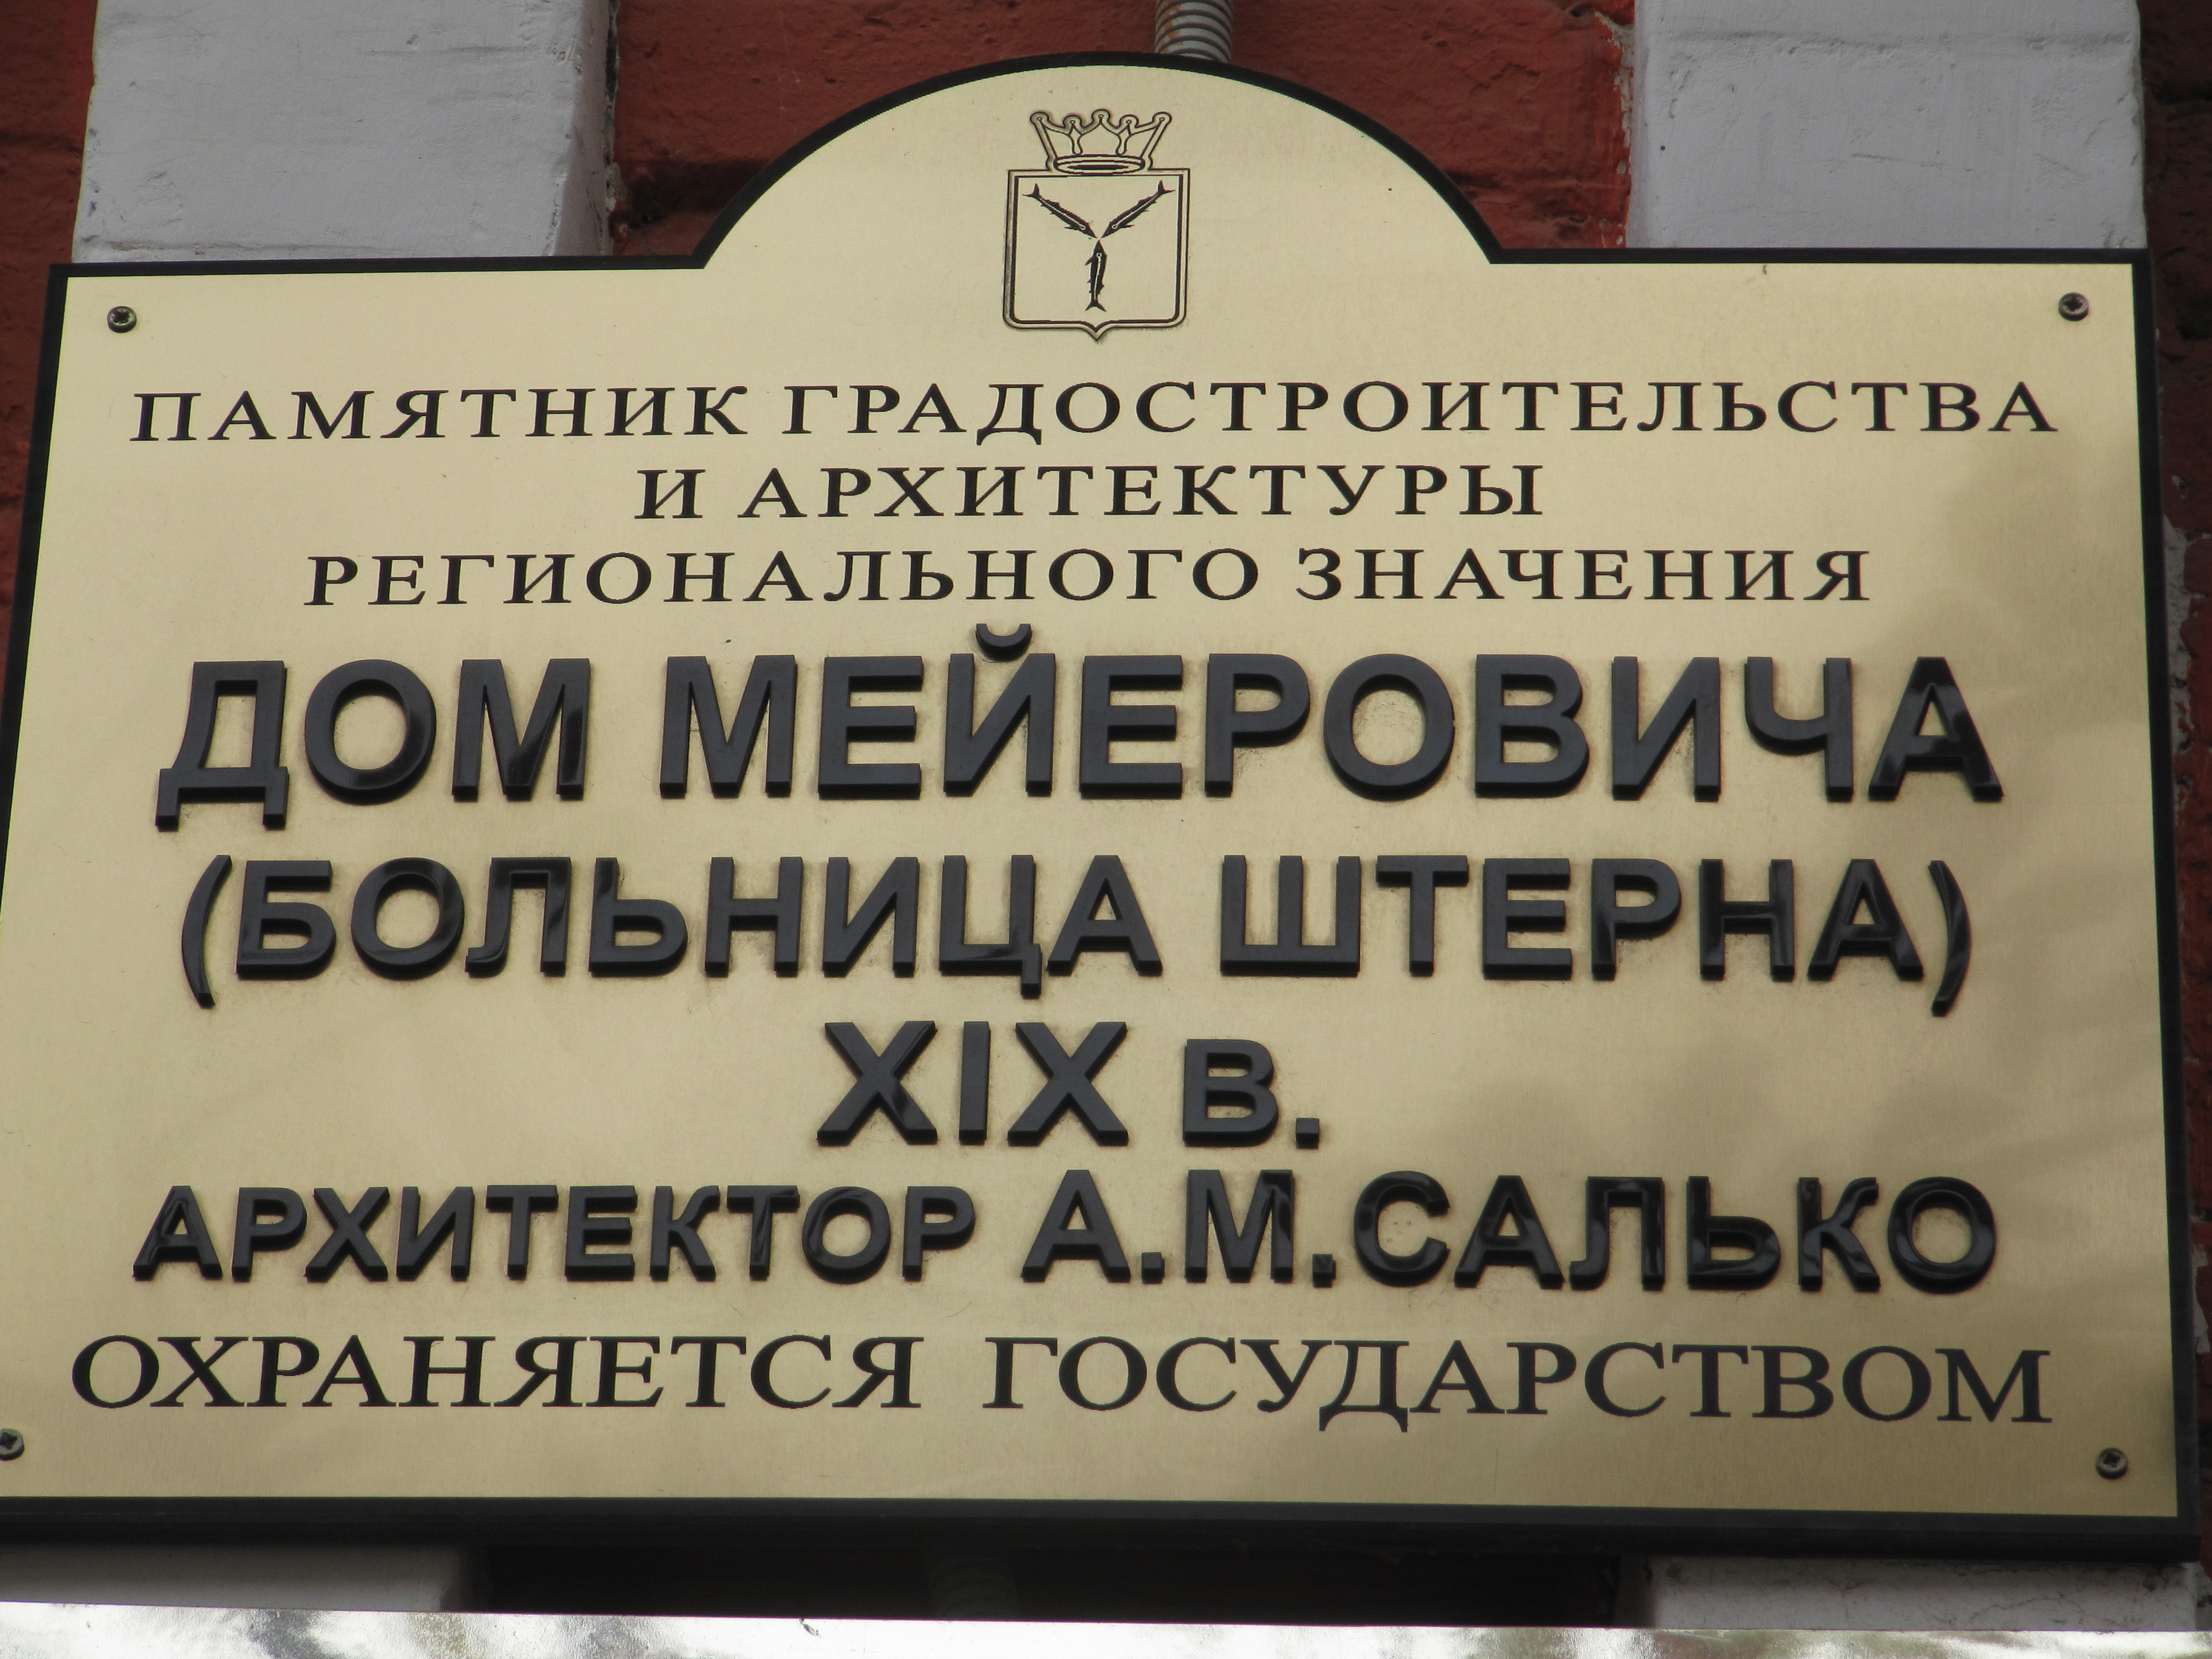 ПАМЯТНИК ГРАДОСТРОИТЕЛЬСТВА
И АРХИТЕКТУРЫ
РЕГИОНАЛЬНОГО ЗНАЧЕНИЯ
ДОМ МЕЙЕРОВИЧА
(БОЛЬНИЦА ШТЕРНА)
XIX в.
АРХИТЕКТОР А.М.САЛЬКО
ОХРАНЯЕТСЯ ГОСУДАРСТВОМ